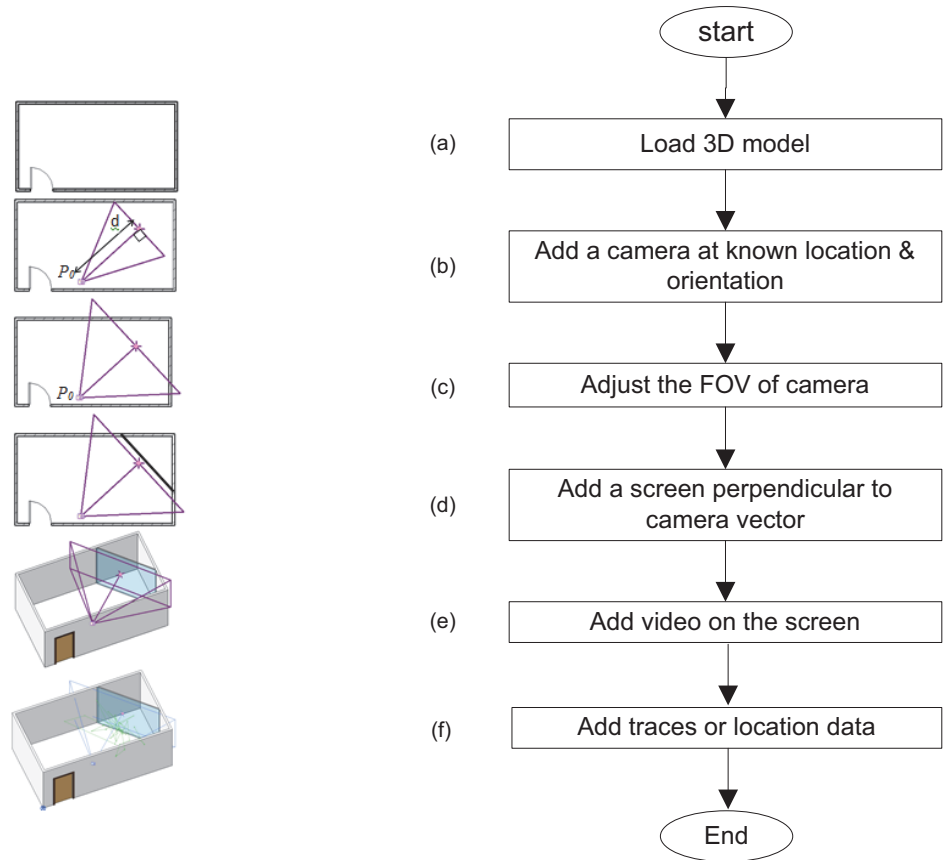 start
(a)
Load 3D model
d
P₀
(b)
Add a camera at known location &
orientation
P₀
(c)
Adjust the FOV of camera
(d)
Add a screen perpendicular to
camera vector
(e)
Add video on the screen
(f)
Add traces or location data
End